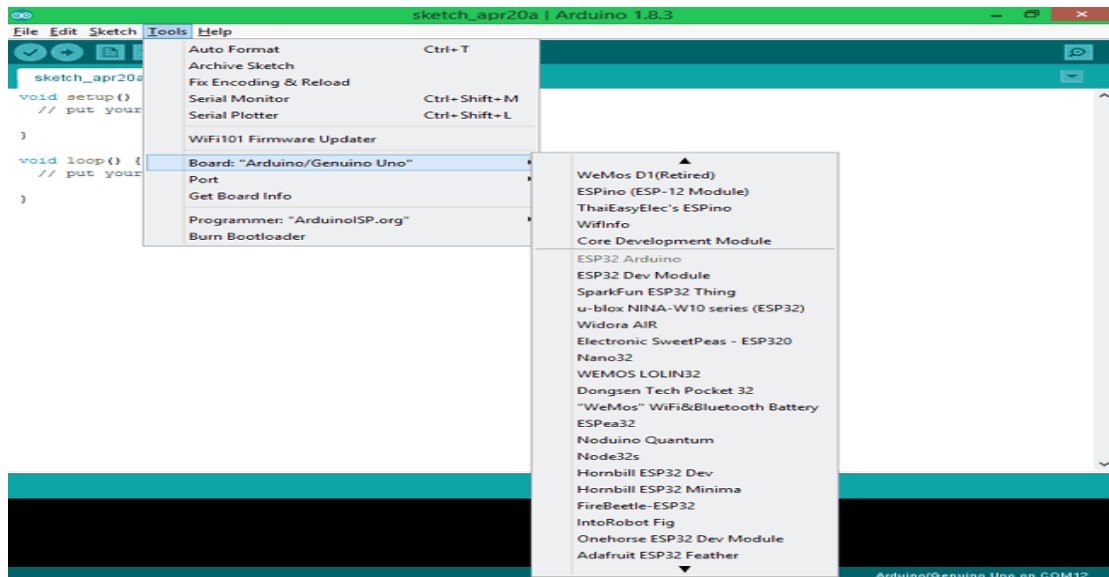 sketch_apr20a | Arduino 1.8.3
File Edit Sketch Tools Help
sketch_apr20a
void setup()
// put your
}
void loop() {
// put your
}
Auto Format Ctrl+T
Archive Sketch
Fix Encoding & Reload
Serial Monitor Ctrl+Shift+M
Serial Plotter Ctrl+Shift+L
WiFi101 Firmware Updater
Board: "Arduino/Genuino Uno"
Port
Get Board Info
Programmer: "ArduinoISP.org"
Burn Bootloader
WeMos D1(Retired)
ESPino (ESP-12 Module)
ThaiEasyElec's ESPino
WifInfo
Core Development Module
ESP32 Arduino
ESP32 Dev Module
SparkFun ESP32 Thing
u-blox NINA-W10 series (ESP32)
Widora AIR
Electronic SweetPeas - ESP320
Nano32
WEMOS LOLIN32
Dongsen Tech Pocket 32
"WeMos" WiFi&Bluetooth Battery
ESPea32
Noduino Quantum
Node32s
Hornbill ESP32 Dev
Hornbill ESP32 Minima
FireBeetle-ESP32
IntoRobot Fig
Onehorse ESP32 Dev Module
Adafruit ESP32 Feather
Arduino/Genuino Uno on COM12